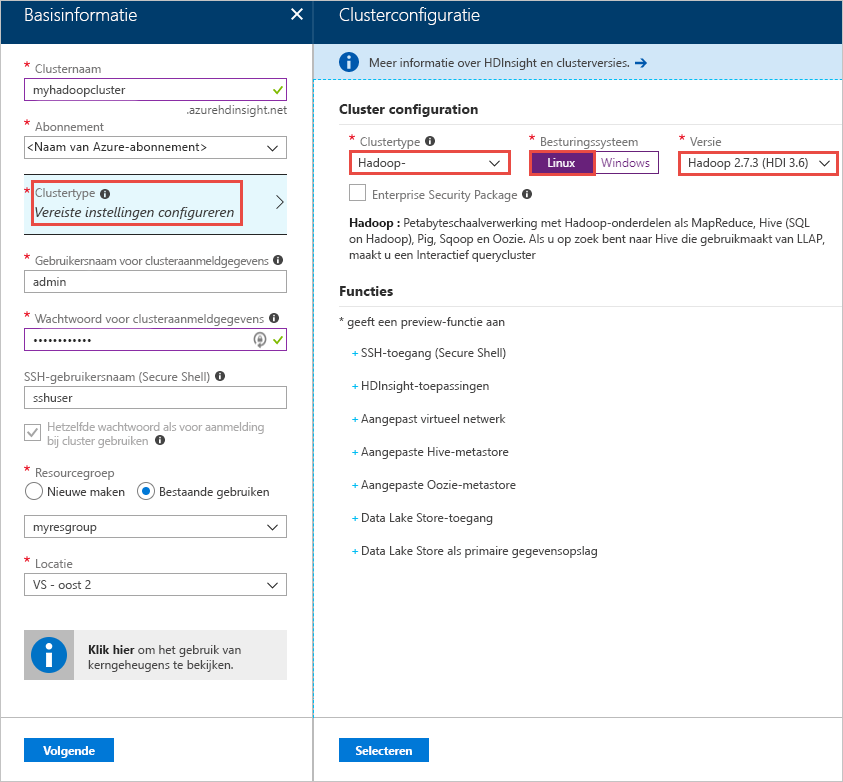 Basisinformatie
* Clusternaam
myhadoopcluster
.azurehdinsight.net
* Abonnement
<Naam van Azure-abonnement>
* Clustertype
Vereiste instellingen configureren
* Gebruikersnaam voor clusteraanmeldgegevens
admin
* Wachtwoord voor clusteraanmeldgegevens
••••••••••••
SSH-gebruikersnaam (Secure Shell)
sshuser
Hetzelfde wachtwoord als voor aanmelding
bij cluster gebruiken
* Resourcegroep
Nieuwe maken Bestaande gebruiken
myresgroup
* Locatie
VS - oost 2
Klik hier om het gebruik van
kerngeheugens te bekijken.
Volgende
Clusterconfiguratie
Meer informatie over HDInsight en clusterversies. →
Cluster configuration
* Clustertype * Besturingssysteem * Versie
Hadoop- Linux Windows Hadoop 2.7.3 (HDI 3.6)
Enterprise Security Package
Hadoop : Petabyteschaalverwerking met Hadoop-onderdelen als MapReduce, Hive (SQL
on Hadoop), Pig, Sqoop en Oozie. Als u op zoek bent naar Hive die gebruikmaakt van LLAP,
maakt u een Interactief querycluster
Functies
* geeft een preview-functie aan
+ SSH-toegang (Secure Shell)
+ HDInsight-toepassingen
+ Aangepast virtueel netwerk
+ Aangepaste Hive-metastore
+ Aangepaste Oozie-metastore
+ Data Lake Store-toegang
+ Data Lake Store als primaire gegevensopslag
Selecteren